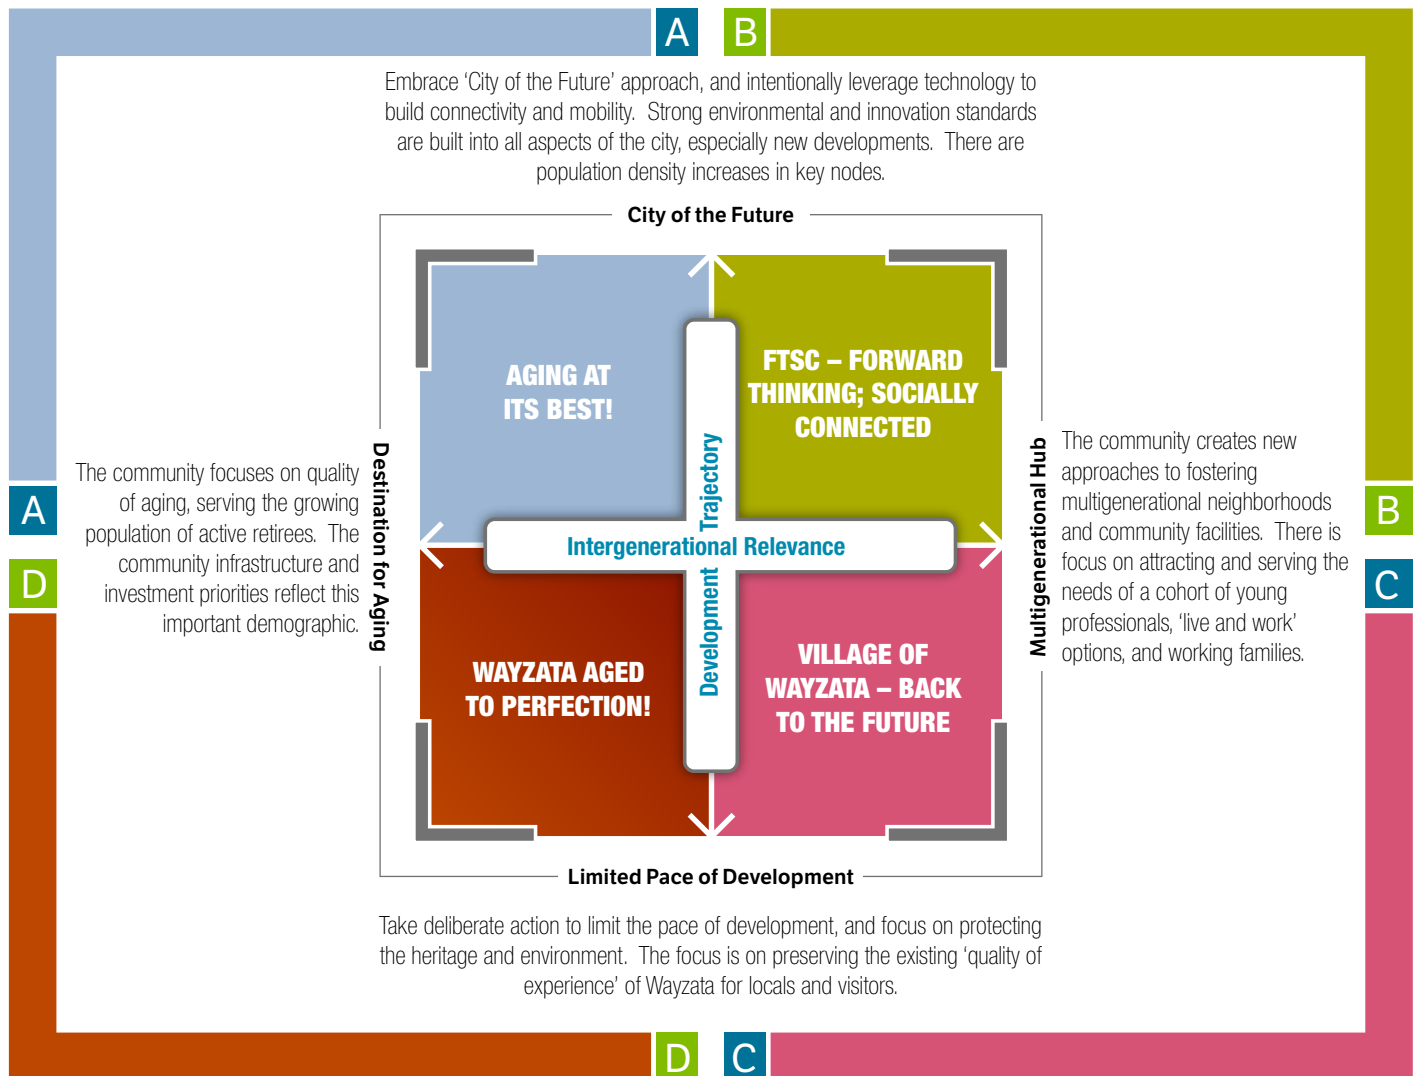 A B
Embrace ‘City of the Future’ approach, and intentionally leverage technology to
build connectivity and mobility.  Strong environmental and innovation standards
are built into all aspects of the city, especially new developments.  There are
population density increases in key nodes.
City of the Future
AGING AT
ITS BEST!
FTSC – FORWARD
THINKING; SOCIALLY
CONNECTED
Destination for Aging
The community focuses on quality
of aging, serving the growing
population of active retirees.  The
community infrastructure and
investment priorities reflect this
important demographic.
A
D
Development Trajectory
Intergenerational Relevance
Multigenerational Hub
The community creates new
approaches to fostering
multigenerational neighborhoods
and community facilities.  There is
focus on attracting and serving the
needs of a cohort of young
professionals, ‘live and work’
options, and working families.
B
C
WAYZATA AGED
TO PERFECTION!
VILLAGE OF
WAYZATA – BACK
TO THE FUTURE
Limited Pace of Development
Take deliberate action to limit the pace of development, and focus on protecting
the heritage and environment.  The focus is on preserving the existing ‘quality of
experience’ of Wayzata for locals and visitors.
D C